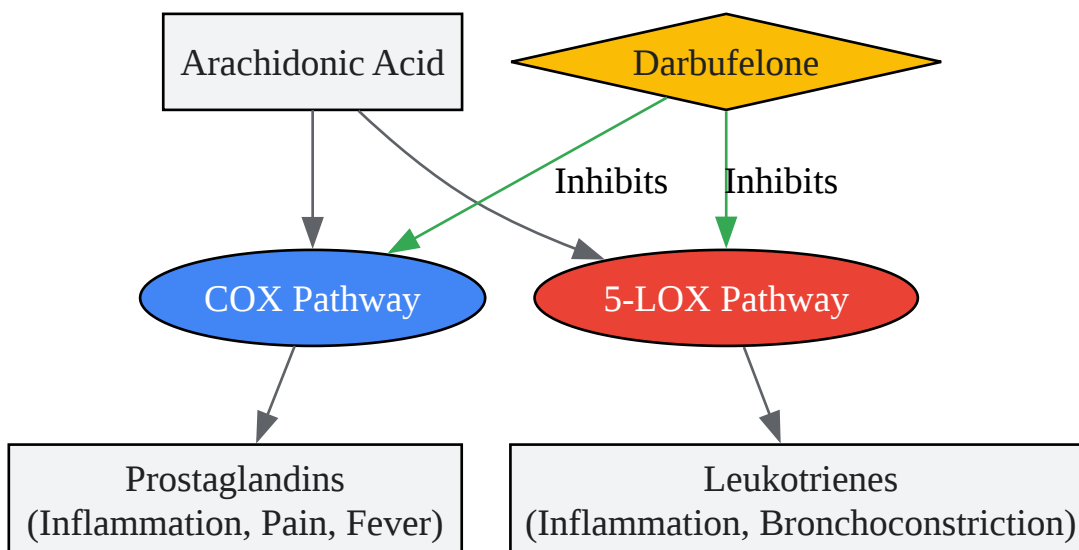 Arachidonic Acid
Darbufelone
Inhibits
Inhibits
COX Pathway
5-LOX Pathway
Prostaglandins
(Inflammation, Pain, Fever)
Leukotrienes
(Inflammation, Bronchoconstriction)